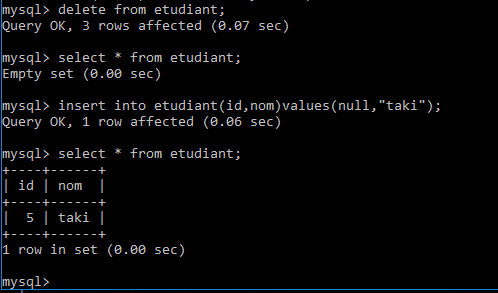 mysql> delete from etudiant;
Query OK, 3 rows affected (0.07 sec)
mysql> select * from etudiant;
Empty set (0.00 sec)
mysql> insert into etudiant(id,nom)values(null,"taki");
Query OK, 1 row affected (0.06 sec)
mysql> select * from etudiant;
+----+------+
| id | nom  |
+----+------+
|  5 | taki |
+----+------+
1 row in set (0.00 sec)
mysql>